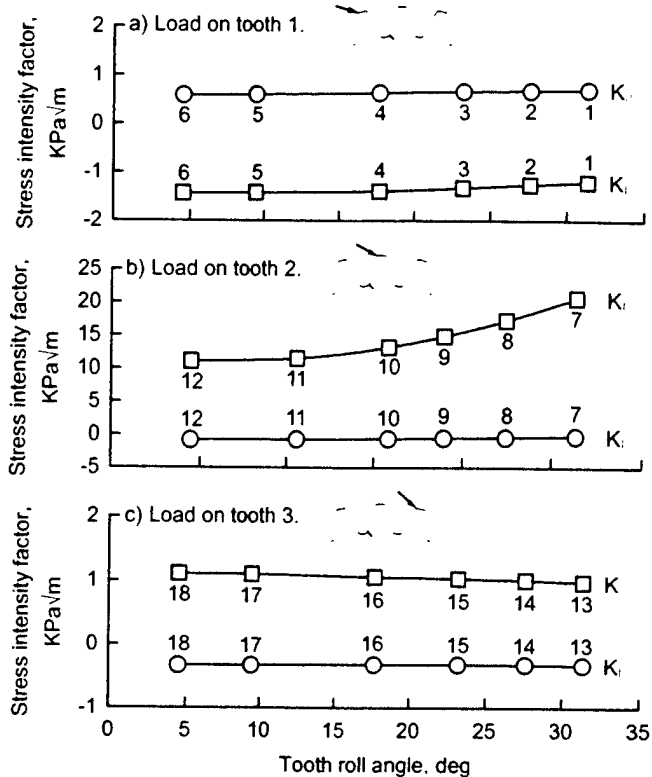 Stress intensity factor,
KPa√m
a) Load on tooth 1.
2
1
0
-1
-2
6 5 4 3 2 1
K
6 5 4 3 2 1
K
Stress intensity factor,
KPa√m
b) Load on tooth 2.
25
20
15
10
5
0
-5
12 11 10 9 8 7
K
12 11 10 9 8 7
K
Stress intensity factor,
KPa√m
c) Load on tooth 3.
2
1
0
-1
18 17 16 15 14 13
K
18 17 16 15 14 13
K
0 5 10 15 20 25 30 35
Tooth roll angle, deg